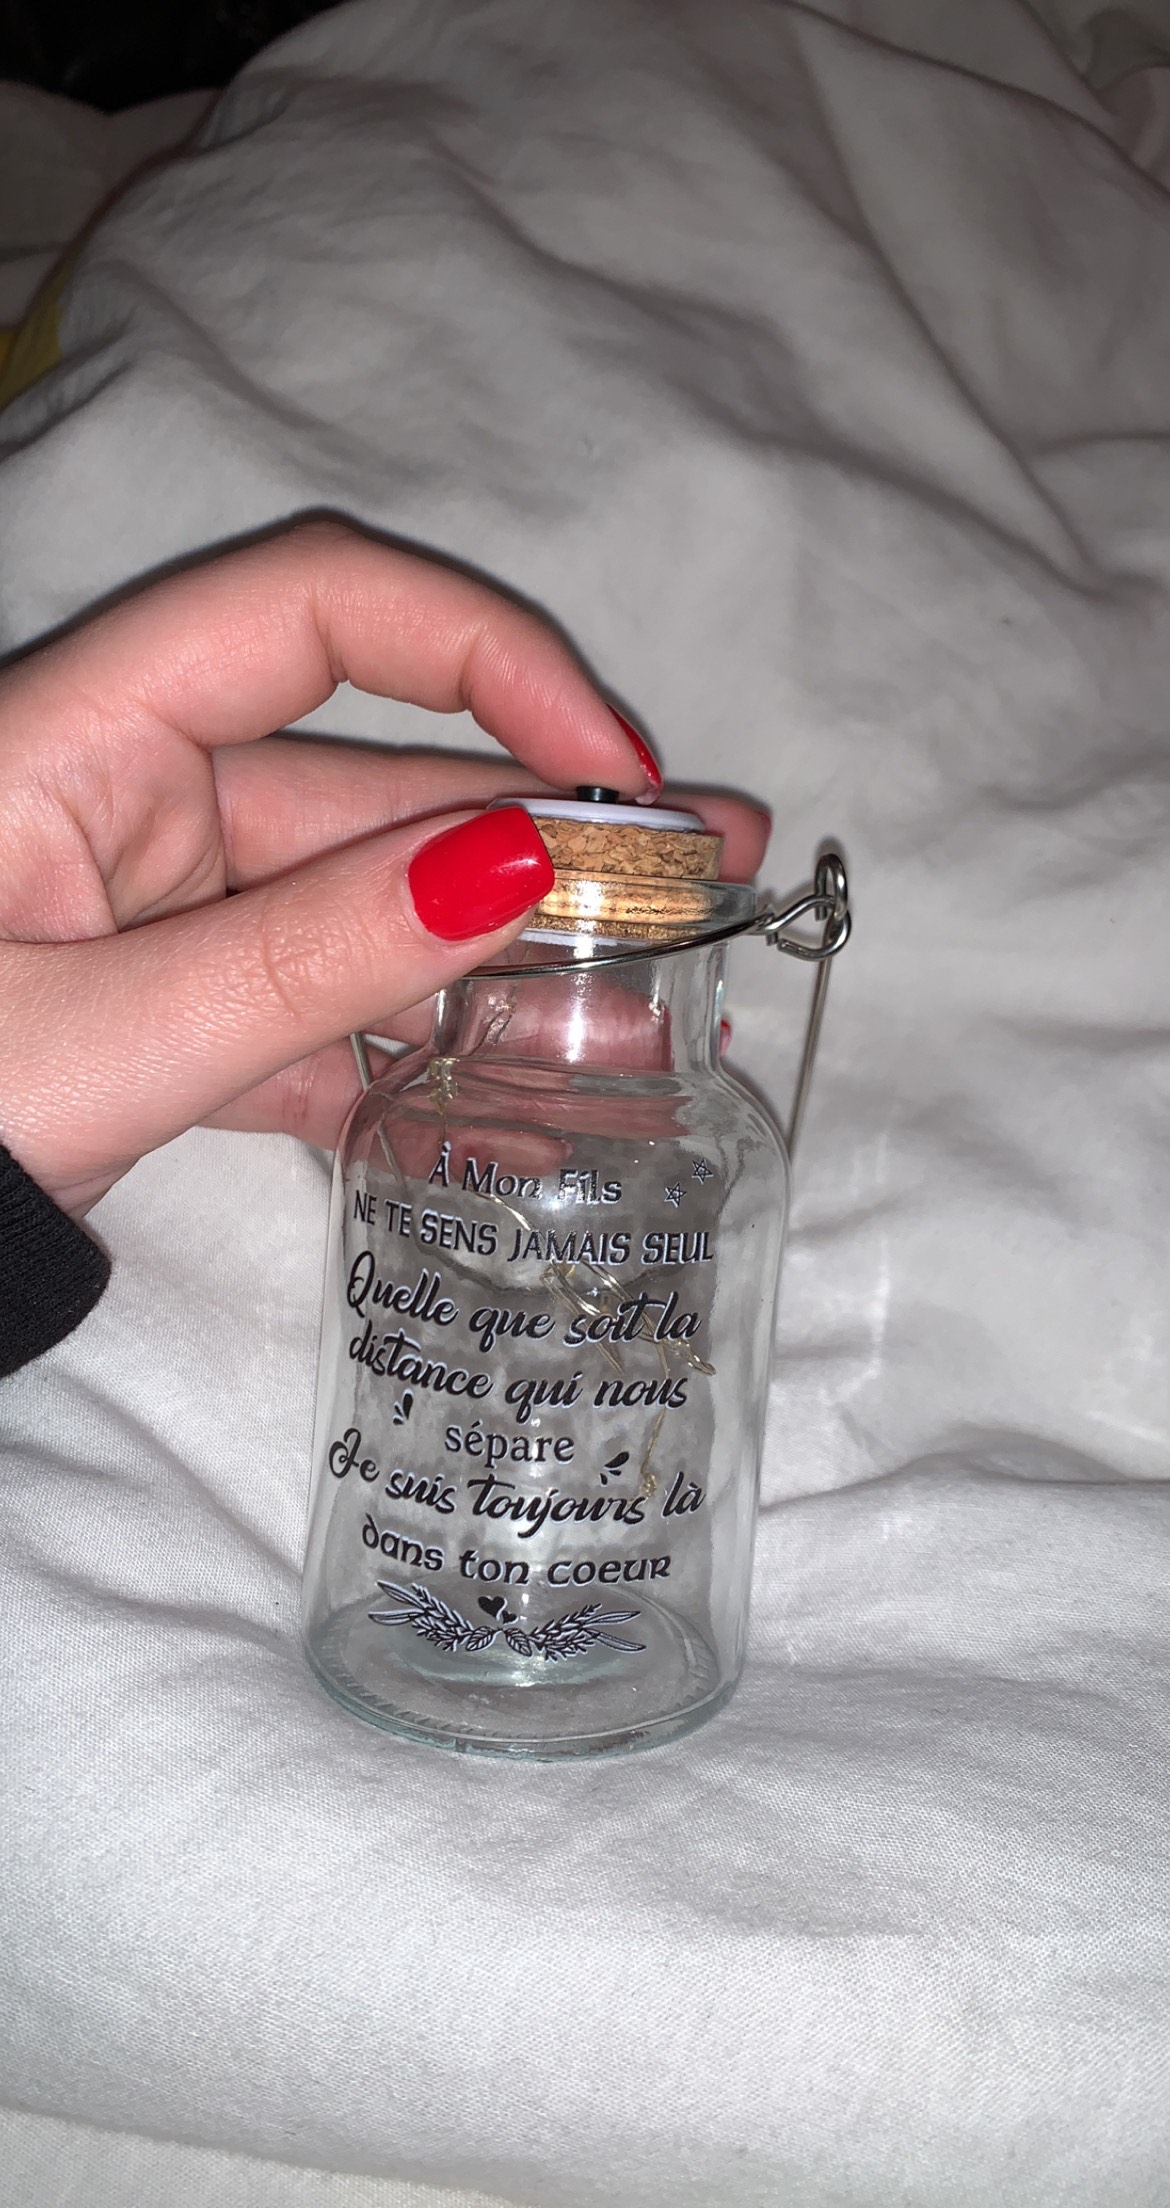 À Mon Fils
NE TE SENS JAMAIS SEUL
Quelle que soit la
distance qui nous
sépare
Je suis toujours là
dans ton coeur